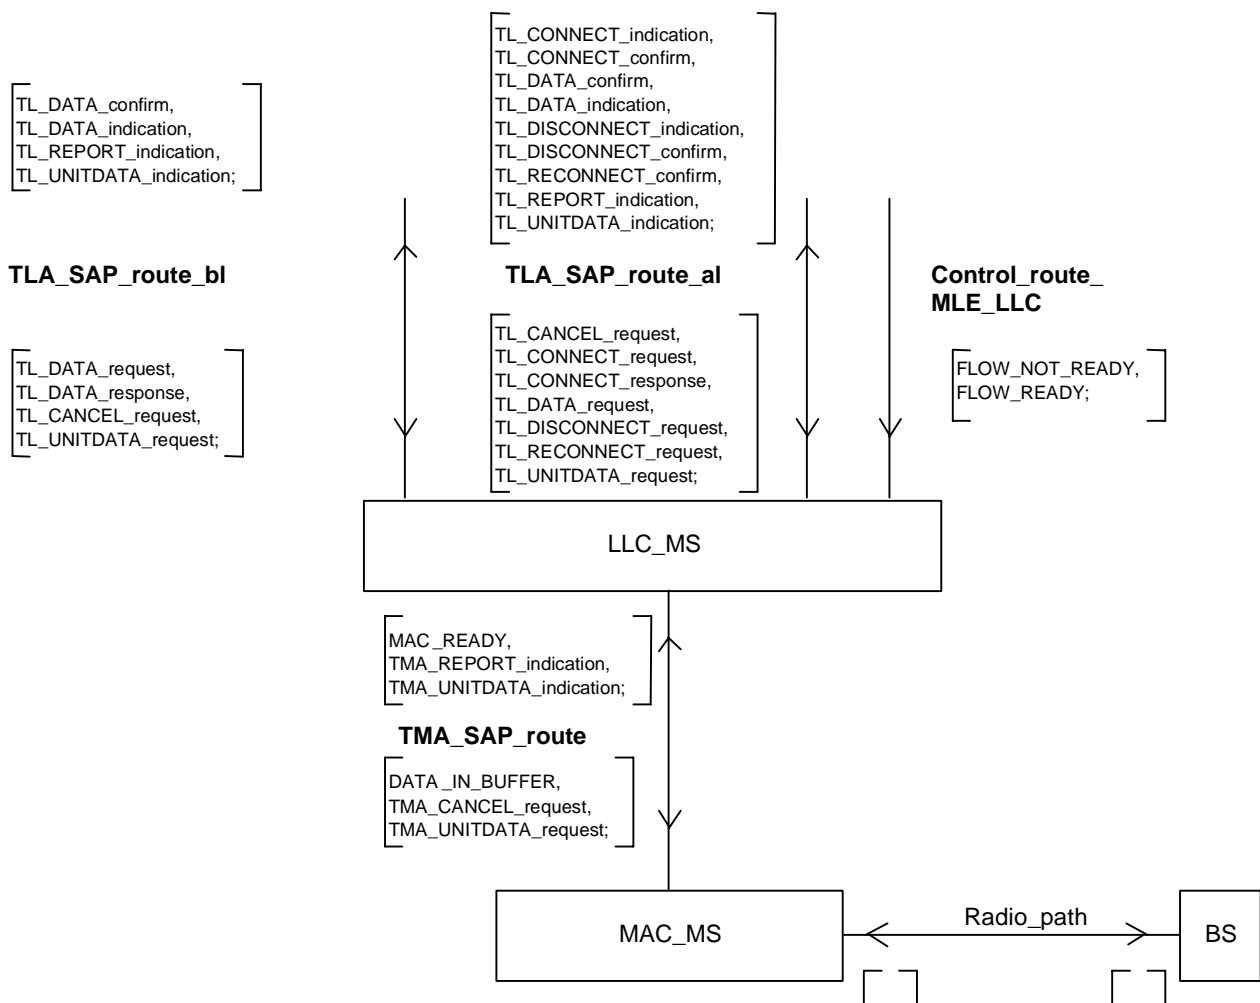 TL_DATA_confirm,
TL_DATA_indication,
TL_REPORT_indication,
TL_UNITDATA_indication;
TL_CONNECT_indication,
TL_CONNECT_confirm,
TL_DATA_confirm,
TL_DATA_indication,
TL_DISCONNECT_indication,
TL_DISCONNECT_confirm,
TL_RECONNECT_confirm,
TL_REPORT_indication,
TL_UNITDATA_indication;
TLA_SAP_route_bl
TLA_SAP_route_al
Control_route_
MLE_LLC
TL_DATA_request,
TL_DATA_response,
TL_CANCEL_request,
TL_UNITDATA_request;
TL_CANCEL_request,
TL_CONNECT_request,
TL_CONNECT_response,
TL_DATA_request,
TL_DISCONNECT_request,
TL_RECONNECT_request,
TL_UNITDATA_request;
FLOW_NOT_READY,
FLOW_READY;
LLC_MS
MAC_READY,
TMA_REPORT_indication,
TMA_UNITDATA_indication;
TMA_SAP_route
DATA_IN_BUFFER,
TMA_CANCEL_request,
TMA_UNITDATA_request;
MAC_MS
Radio_path
BS